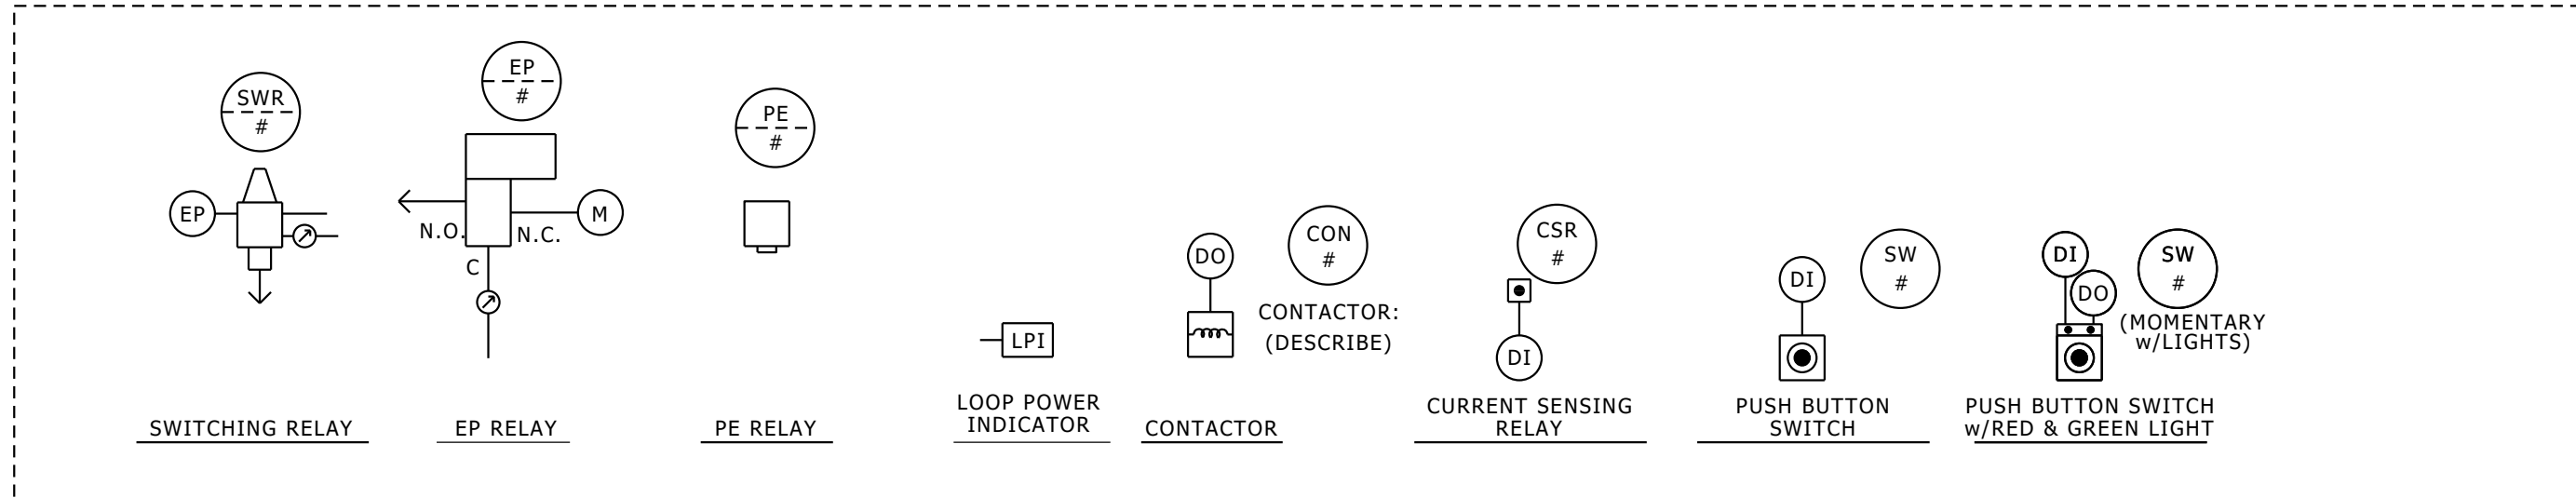 SWR
#
EP
SWITCHING RELAY
EP
#
N.O.
N.C.
M
C
EP RELAY
PE
#
PE RELAY
LPI
LOOP POWER
INDICATOR
DO
CON
#
CONTACTOR:
(DESCRIBE)
CONTACTOR
CSR
#
DI
CURRENT SENSING
RELAY
DI
SW
#
PUSH BUTTON
SWITCH
DI
DO
SW
#
(MOMENTARY
w/LIGHTS)
PUSH BUTTON SWITCH
w/RED & GREEN LIGHT